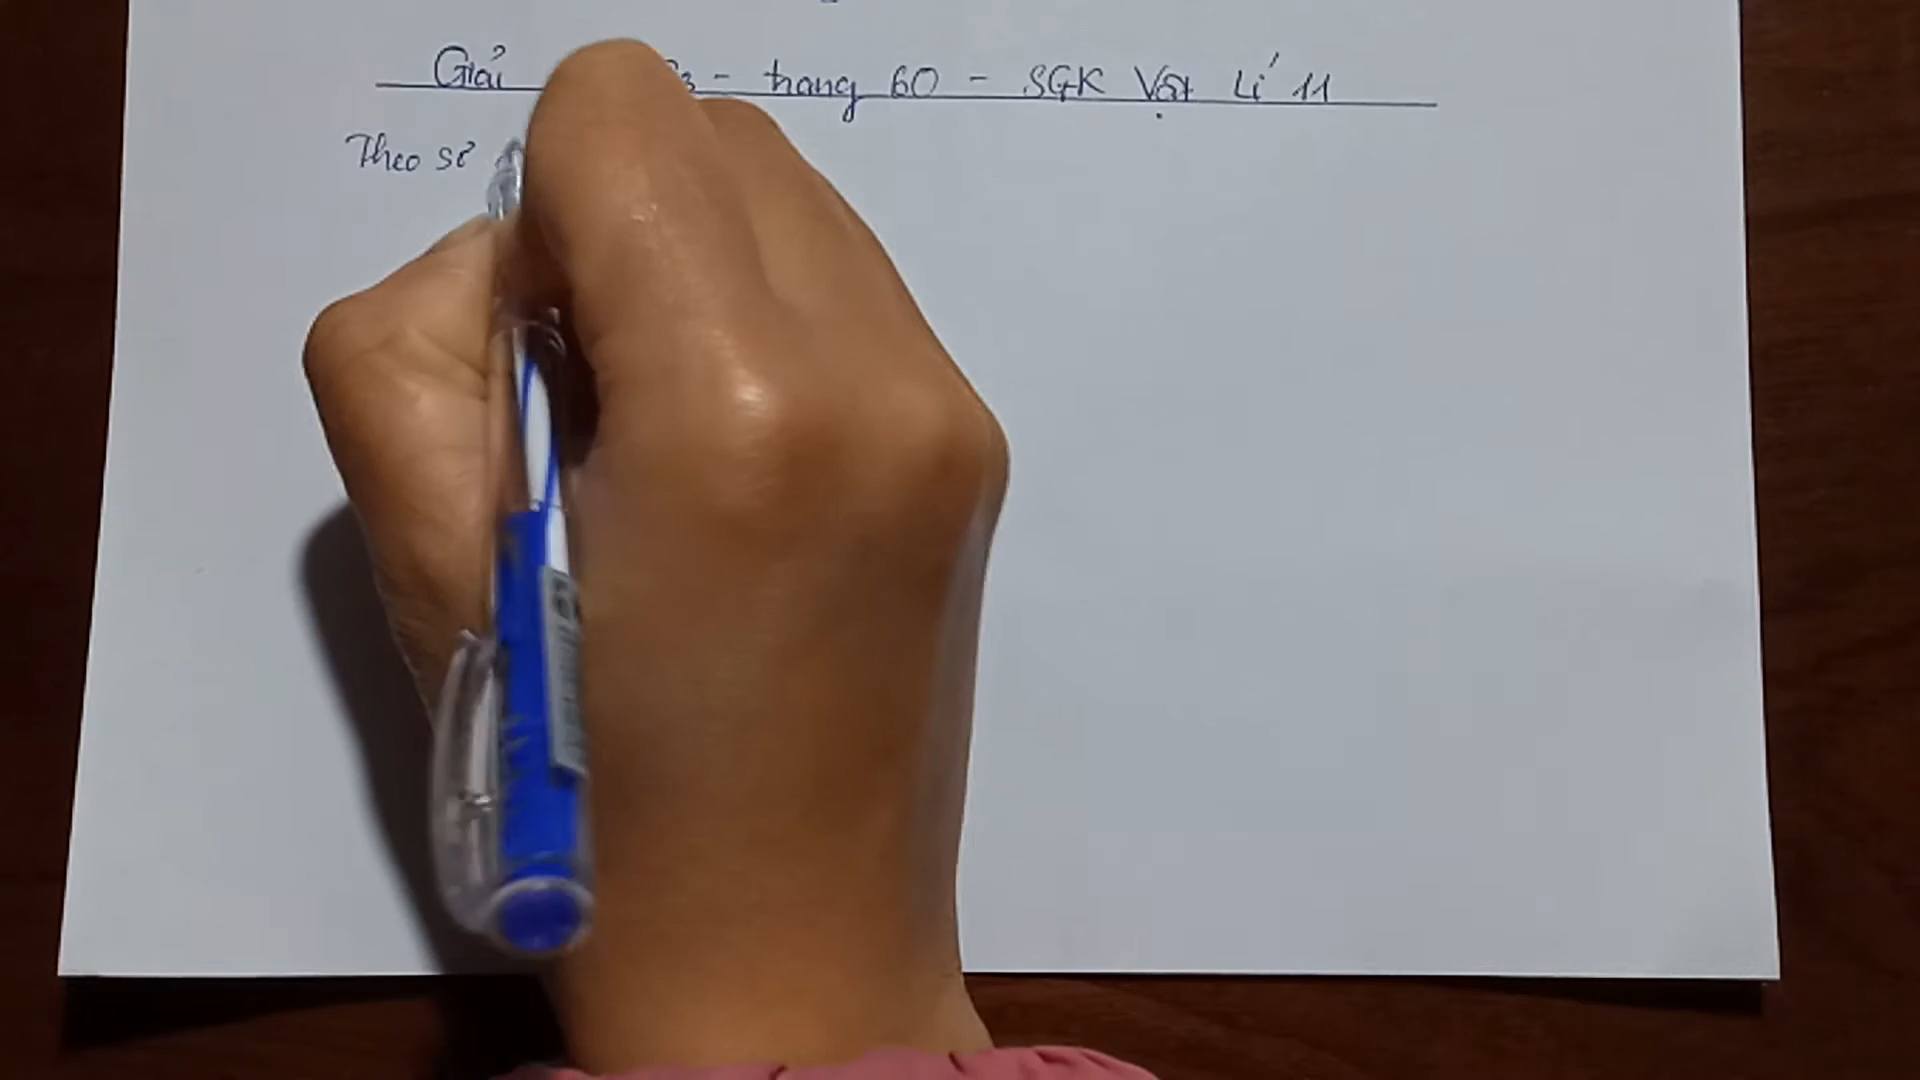 Giải - trang 60 - SGK Vật Lí 11
Theo sơ